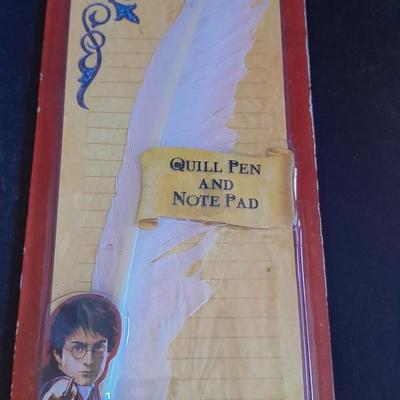 QUILL PEN
AND
NOTE PAD